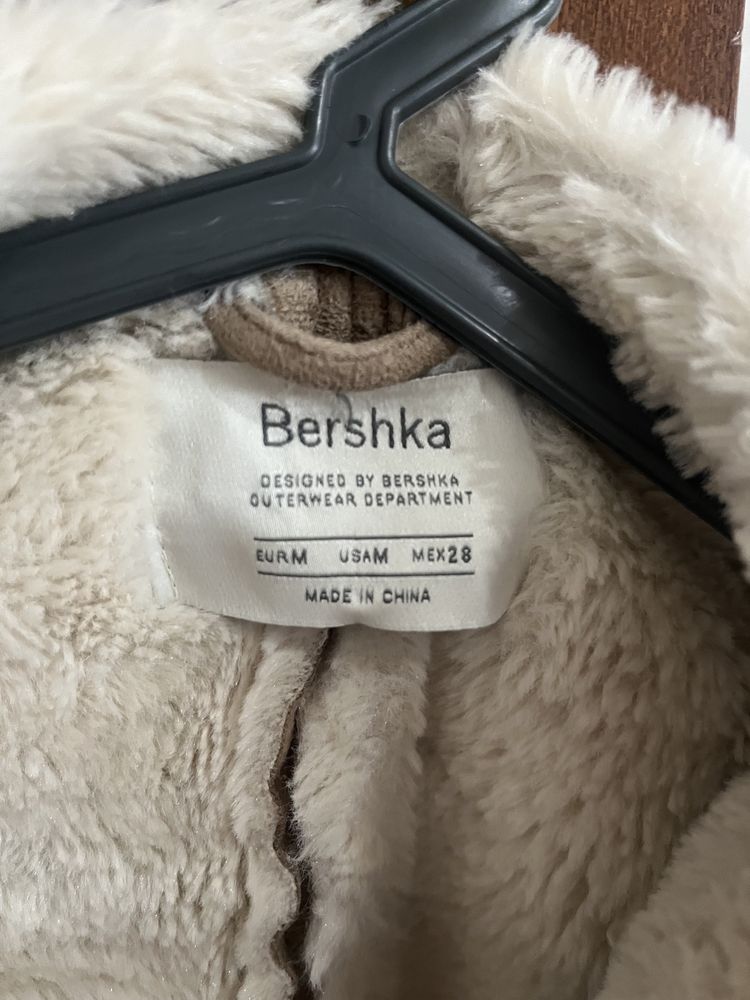 Bershka
DESIGNED BY BERSHKA
OUTERWEAR DEPARTMENT
EUR M USA M MEX 28
MADE IN CHINA